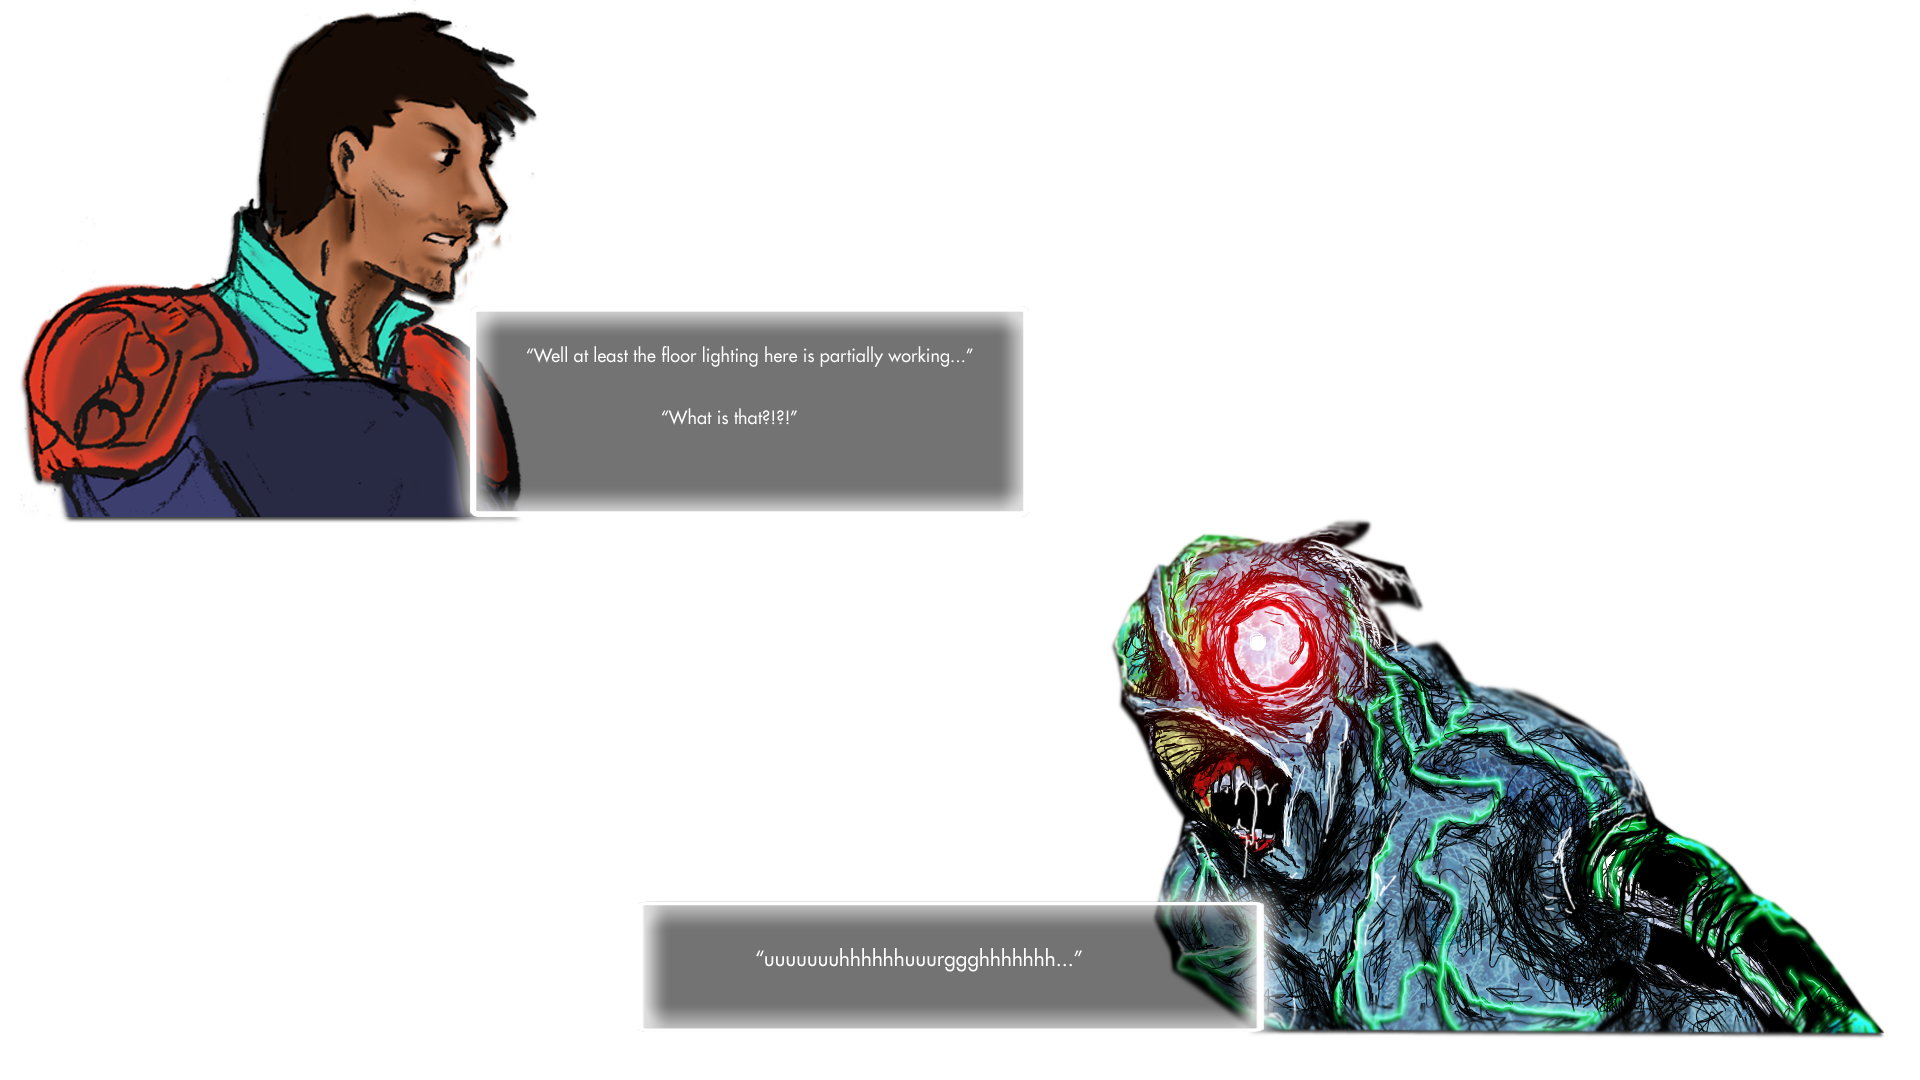 “Well at least the floor lighting here is partially working...”
“What is that?!?!”
“uuuuuuuhhhhhhuuurggghhhhhhh...”